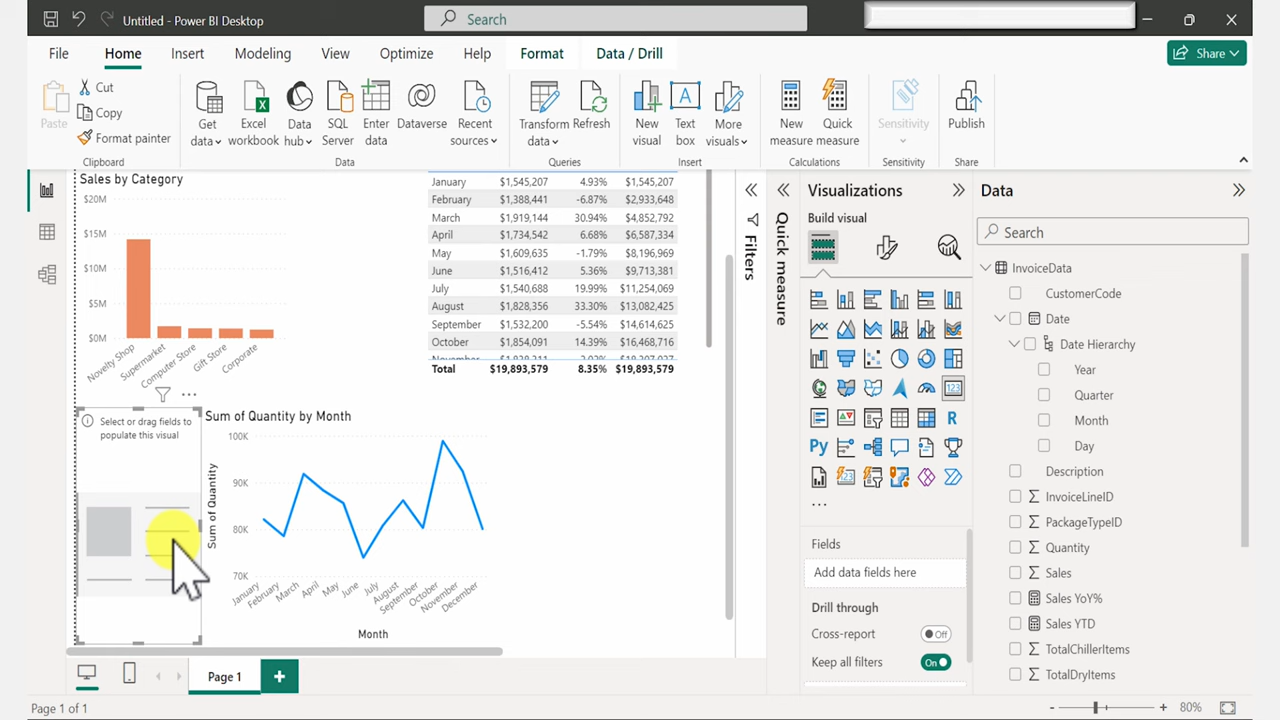 Untitled - Power BI Desktop
Search
File Home Insert Modeling View Optimize Help Format Data / Drill
Share
Paste
Cut
Copy
Format painter
Clipboard
Get data
Excel workbook
Data hub
SQL Server
Enter data
Dataverse
Recent sources
Data
Transform data
Refresh
Queries
New visual
Text box
More visuals
Insert
New measure
Quick measure
Calculations
Sensitivity
Sensitivity
Publish
Share
Sales by Category
$20M
$15M
$10M
$5M
$0M
Novelty Shop
Supermarket
Computer Store
Gift Store
Corporate
January $1,545,207 4.93% $1,545,207
February $1,388,441 -6.87% $2,933,648
March $1,919,144 30.94% $4,852,792
April $1,734,542 6.68% $6,587,334
May $1,609,635 -1.79% $8,196,969
June $1,516,412 5.36% $9,713,381
July $1,540,688 19.99% $11,254,069
August $1,828,356 33.30% $13,082,425
September $1,532,200 -5.54% $14,614,625
October $1,854,091 14.39% $16,468,716
Total $19,893,579 8.35% $19,893,579
Select or drag fields to
populate this visual
Sum of Quantity by Month
Sum of Quantity
100K
90K
80K
70K
January
February
March
April
May
June
July
August
September
October
November
December
Month
Filters
Quick measure
Visualizations
Build visual
R
Py
123
...
Fields
Add data fields here
Drill through
Cross-report Off
Keep all filters On
Data
Search
InvoiceData
CustomerCode
Date
Date Hierarchy
Year
Quarter
Month
Day
Description
InvoiceLineID
PackageTypeID
Quantity
Sales
Sales YoY%
Sales YTD
TotalChillerItems
TotalDryItems
Page 1
Page 1 of 1
- + 80%